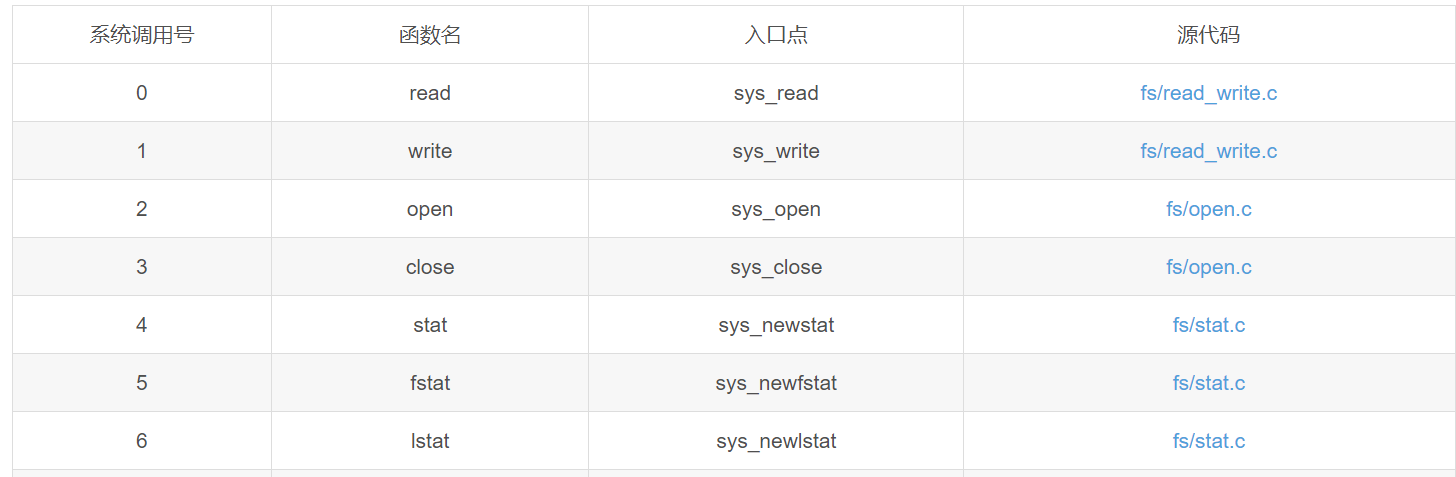 系统调用号 函数名 入口点 源代码
0 read sys_read fs/read_write.c
1 write sys_write fs/read_write.c
2 open sys_open fs/open.c
3 close sys_close fs/open.c
4 stat sys_newstat fs/stat.c
5 fstat sys_newfstat fs/stat.c
6 lstat sys_newlstat fs/stat.c